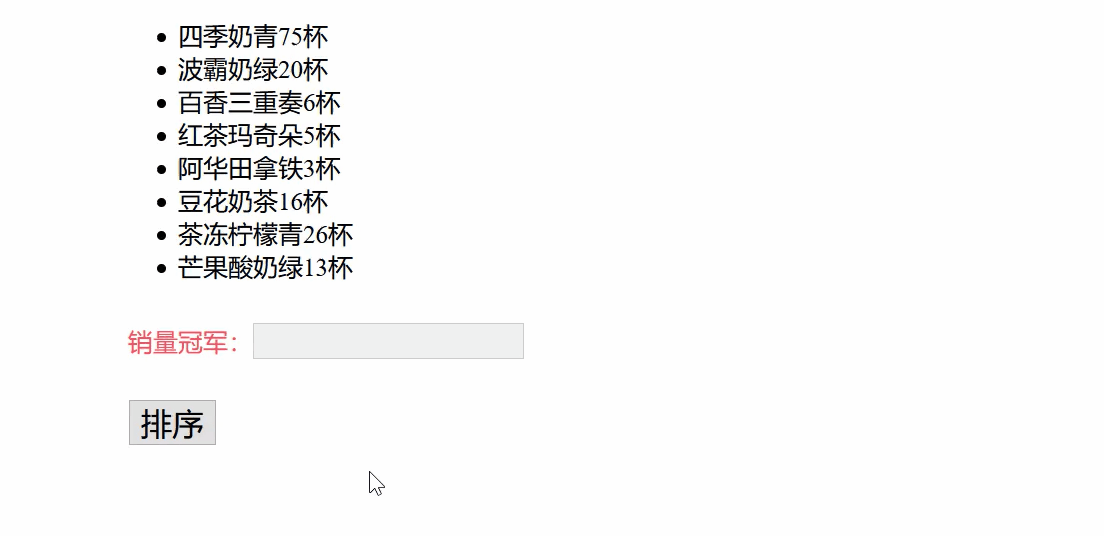 四季奶青75杯
波霸奶绿20杯
百香三重奏6杯
红茶玛奇朵5杯
阿华田拿铁3杯
豆花奶茶16杯
茶冻柠檬青26杯
芒果酸奶绿13杯
销量冠军：
排序